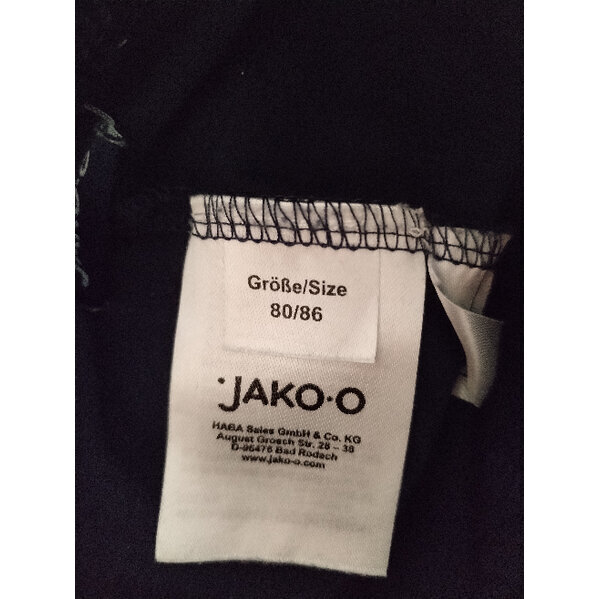 Größe/Size
80/86
JAKO-O
HABA Sales GmbH & Co. KG
August Grosch Str. 28 – 38
D-96476 Bad Rodach
www.jako-o.com